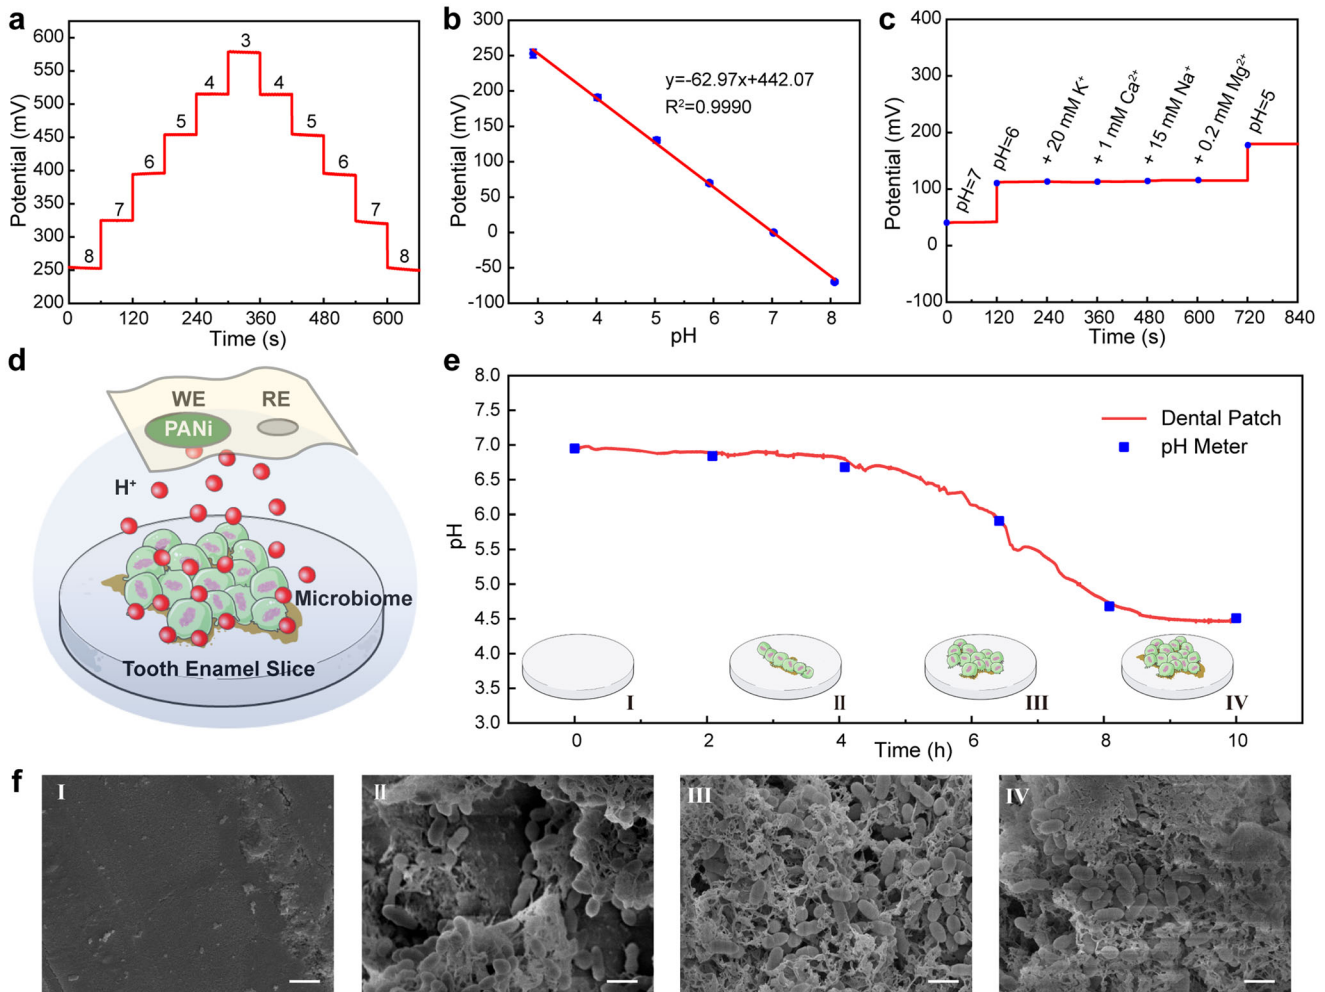 a
600
550
500
450
400
350
300
250
200
Potential (mV)
8
7
6
5
4
3
4
5
6
7
8
0
120
240
360
480
600
Time (s)
b
300
250
200
150
100
50
0
-50
-100
Potential (mV)
y=-62.97x+442.07
R²=0.9990
3
4
5
6
7
8
pH
c
400
300
200
100
0
-100
Potential (mV)
pH=7
pH=6
+ 20 mM K⁺
+ 1 mM Ca²⁺
+ 15 mM Na⁺
+ 0.2 mM Mg²⁺
pH=5
0
120
240
360
480
600
720
840
Time (s)
d
WE
RE
PANi
H⁺
Microbiome
Tooth Enamel Slice
e
8.0
7.5
7.0
6.5
6.0
5.5
5.0
4.5
4.0
3.5
3.0
pH
Dental Patch
pH Meter
I
II
III
IV
0
2
4
6
8
10
Time (h)
f
I
II
III
IV